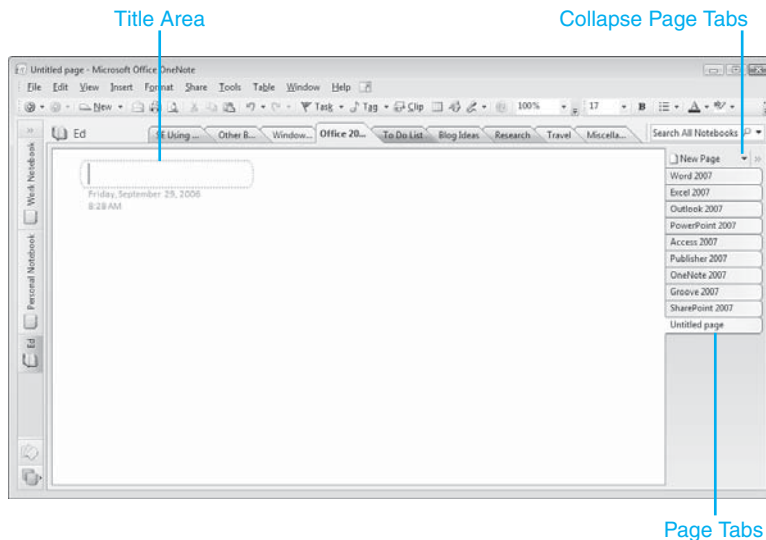 Title Area
Collapse Page Tabs
Untitled page - Microsoft Office OneNote
File Edit View Insert Format Share Tools Table Window Help
New Task Tag Clip 100% 17 B A
Ed
SE Using ... Other B... Window... Office 20... To Do List Blog Ideas Research Travel Miscella...
Search All Notebooks
New Page
Work Notebook
Word 2007
Excel 2007
Friday, September 29, 2006
8:28 AM
Outlook 2007
PowerPoint 2007
Access 2007
Personal Notebook
Publisher 2007
OneNote 2007
Groove 2007
SharePoint 2007
Untitled page
Ed
Page Tabs